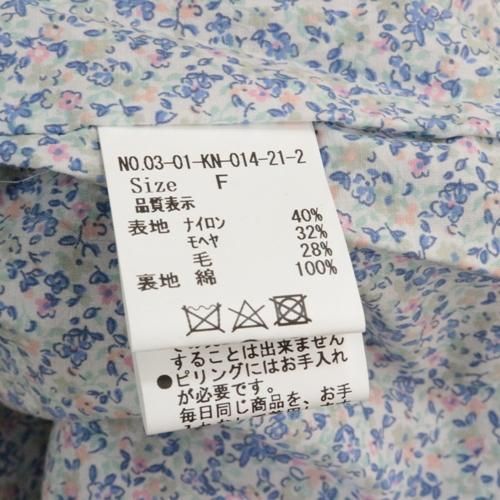 NO.03-01-KN-014-21-2
Size F
品質表示
表地 ナイロン 40%
モヘヤ 32%
毛 28%
裏地 綿 100%
することは出来ません
●ピリングにはお手入れ
が必要です。
毎日同じ商品を、お手